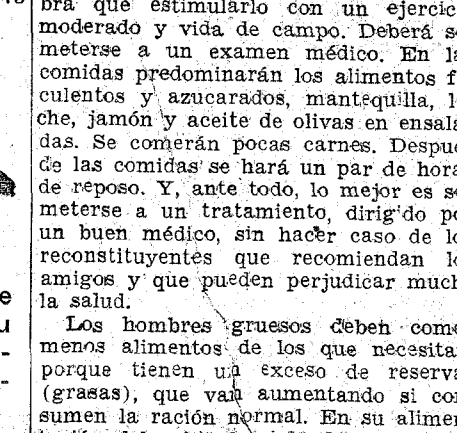 bra que estimularlo con un ejercic
moderado y vida de campo. Deberá s
meterse a un examen médico. En l
comidas predominarán los alimentos f
culentos y azucarados, mantequilla, l
che, jamón y aceite de olivas en ensala
das. Se comerán pocas carnes. Despué
de las comidas se hará un par de hora
de reposo. Y, ante todo, lo mejor es s
meterse a un tratamiento, dirigido po
un buen médico, sin hacer caso de lo
reconstituyentes que recomiendan l
amigos y que pueden perjudicar much
la salud.
Los hombres gruesos deben come
menos alimentos de los que necesita
porque tienen un exceso de reserva
(grasas), que van aumentando si con
sumen la ración normal. En su alimen